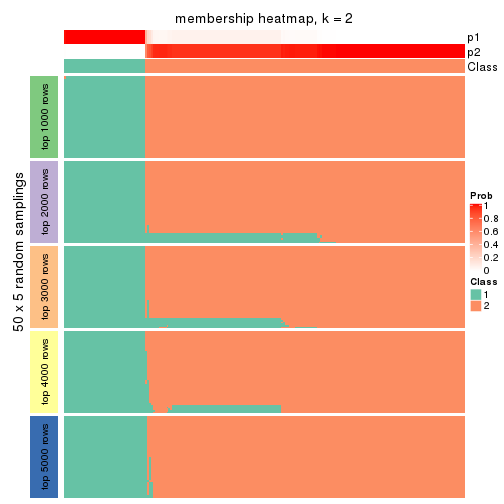 membership heatmap, k = 2
p1
p2
Class
50 x 5 random samplings
top 1000 rows
top 2000 rows
top 3000 rows
top 4000 rows
top 5000 rows
Prob
1
0.8
0.6
0.4
0.2
0
Class
1
2